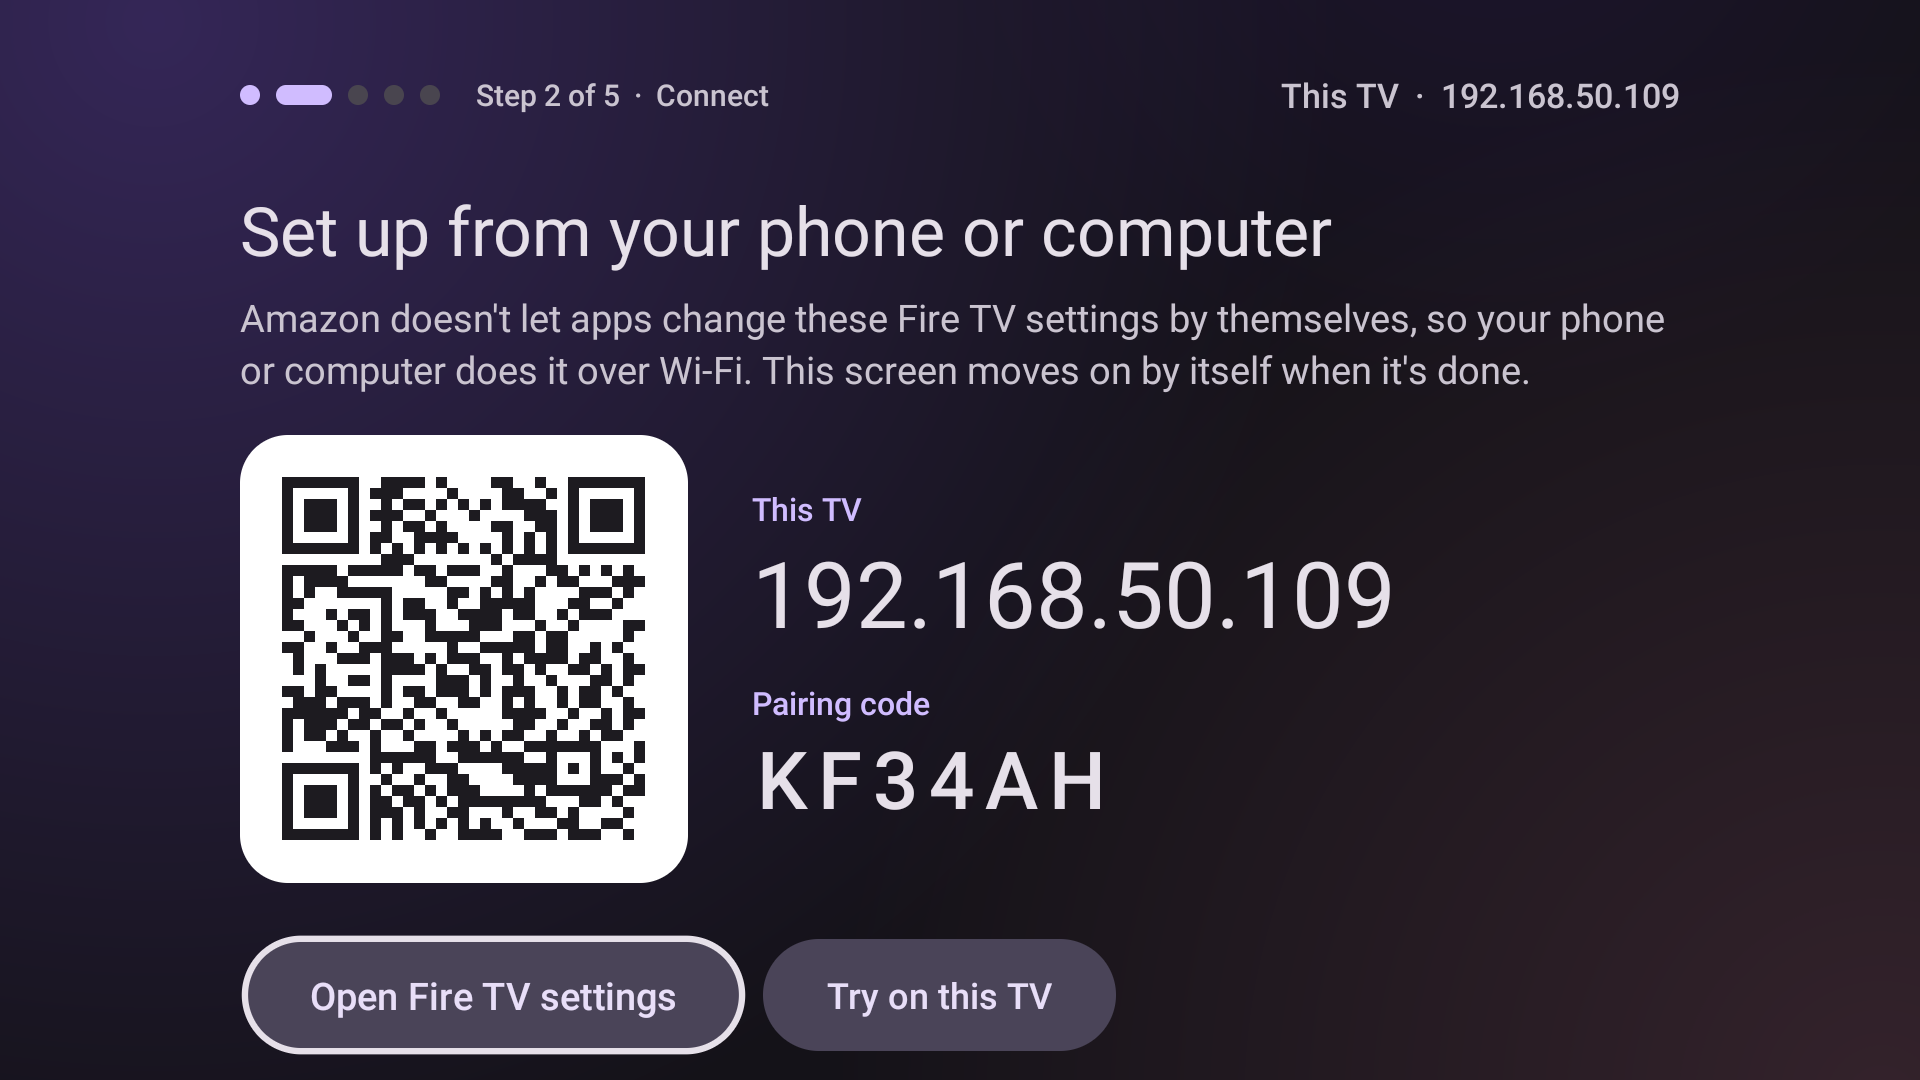 Step 2 of 5 · Connect
This TV · 192.168.50.109
Set up from your phone or computer
Amazon doesn't let apps change these Fire TV settings by themselves, so your phone
or computer does it over Wi-Fi. This screen moves on by itself when it's done.
This TV
192.168.50.109
Pairing code
KF34AH
Open Fire TV settings
Try on this TV